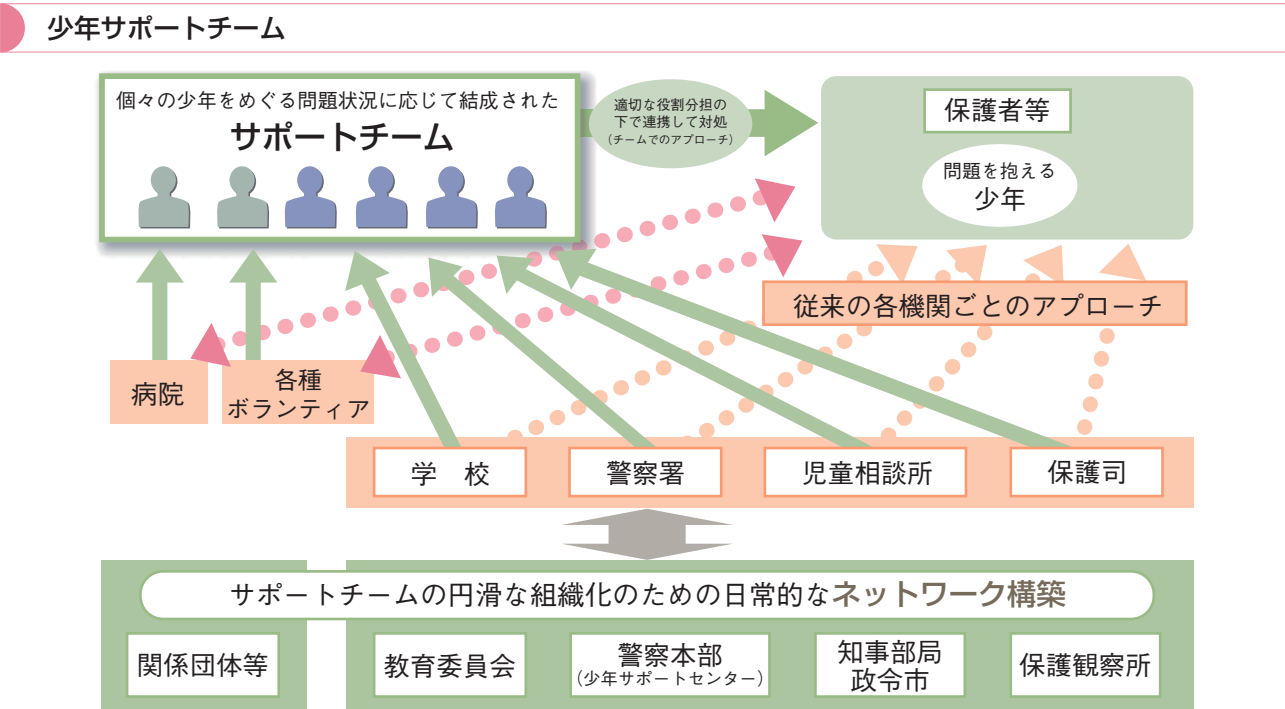 少年サポートチーム
個々の少年をめぐる問題状況に応じて結成された
サポートチーム
適切な役割分担の
下で連携して対処
（チームでのアプローチ）
保護者等
問題を抱える
少年
従来の各機関ごとのアプローチ
病院
各種
ボランティア
学　校
警察署
児童相談所
保護司
サポートチームの円滑な組織化のための日常的なネットワーク構築
関係団体等
教育委員会
警察本部
（少年サポートセンター）
知事部局
政令市
保護観察所